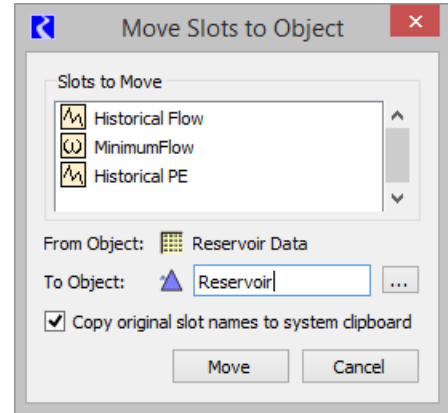 Move Slots to Object
Slots to Move
Historical Flow
MinimumFlow
Historical PE
From Object: Reservoir Data
To Object: Reservoir ...
Copy original slot names to system clipboard
Move Cancel